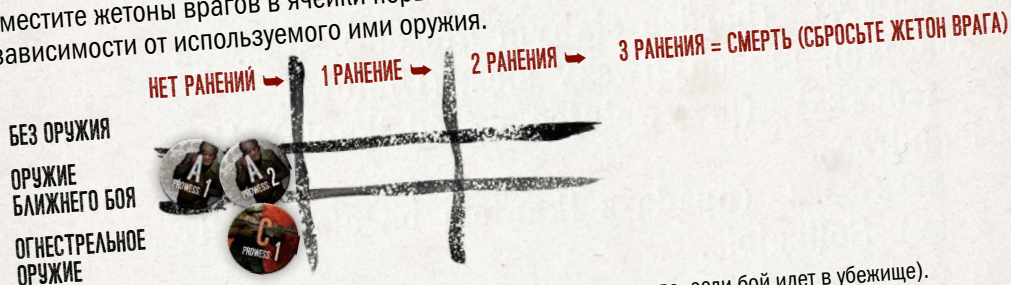 местите жетоны врагов в ячейки
зависимости от используемого ими оружия.
НЕТ РАНЕНИЙ ➥ 1 РАНЕНИЕ ➥ 2 РАНЕНИЯ ➥ 3 РАНЕНИЯ = СМЕРТЬ (СБРОСЬТЕ ЖЕТОН ВРАГА)
БЕЗ ОРУЖИЯ
ОРУЖИЕ
БЛИЖНЕГО БОЯ
A PROWESS 1
A PROWESS 2
ОГНЕСТРЕЛЬНОЕ
ОРУЖИЕ
C PROWESS 1
если бой идет в убежище).